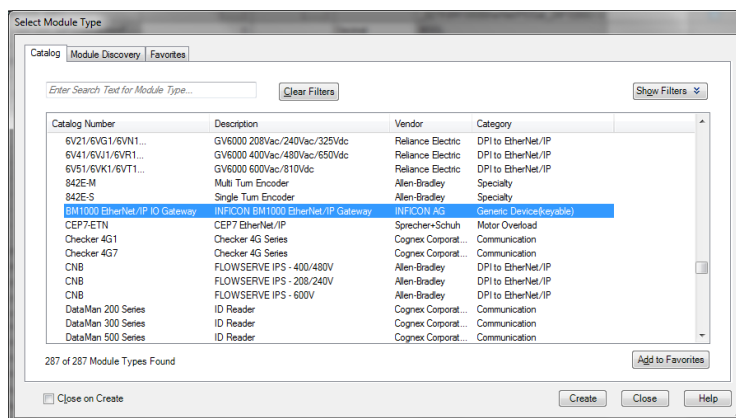 Select Module Type
Catalog Module Discovery Favorites
Enter Search Text for Module Type...
Clear Filters
Show Filters
Catalog Number Description Vendor Category
6V21/6VG1/6VN1... GV6000 208Vac/240Vac/325Vdc Reliance Electric DPI to EtherNet/IP
6V41/6VJ1/6VR1... GV6000 400Vac/480Vac/650Vdc Reliance Electric DPI to EtherNet/IP
6V51/6VK1/6VT1... GV6000 600Vac/810Vdc Reliance Electric DPI to EtherNet/IP
842E-M Multi Turn Encoder Allen-Bradley Specialty
842E-S Single Turn Encoder Allen-Bradley Specialty
BM1000 EtherNet/IP IO Gateway INFICON BM1000 EtherNet/IP Gateway INFICON AG Generic Device(keyable)
CEP7-ETN CEP7 EtherNet/IP Sprecher+Schuh Motor Overload
Checker 4G1 Checker 4G Series Cognex Corporat... Communication
Checker 4G7 Checker 4G Series Cognex Corporat... Communication
CNB FLOWSERVE IPS - 400/480V Allen-Bradley DPI to EtherNet/IP
CNB FLOWSERVE IPS - 208/240V Allen-Bradley DPI to EtherNet/IP
CNB FLOWSERVE IPS - 600V Allen-Bradley DPI to EtherNet/IP
DataMan 200 Series ID Reader Cognex Corporat... Communication
DataMan 300 Series ID Reader Cognex Corporat... Communication
DataMan 500 Series ID Reader Cognex Corporat... Communication
287 of 287 Module Types Found
Add to Favorites
Close on Create
Create Close Help